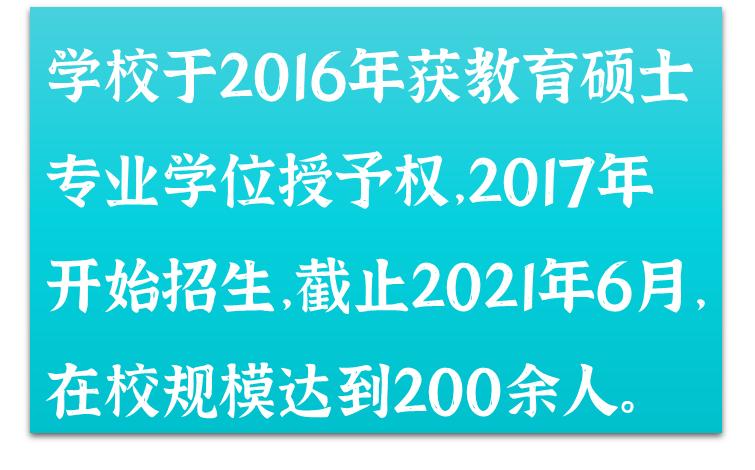 学校于2016年获教育硕士
专业学位授予权,2017年
开始招生,截止2021年6月,
在校规模达到200余人。